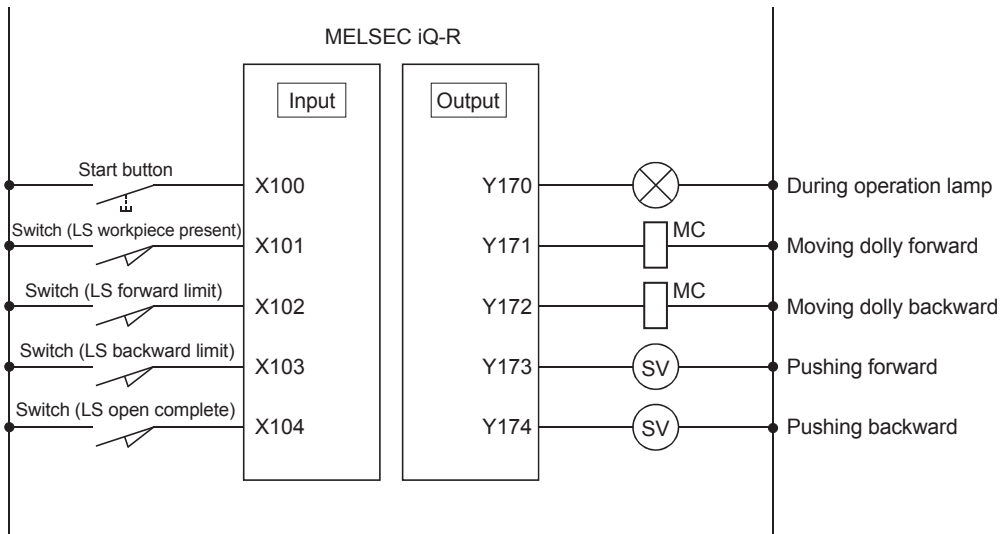 MELSEC iQ-R
Input
Output
Start button
X100
Y170
During operation lamp
Switch (LS workpiece present)
X101
Y171
MC
Moving dolly forward
Switch (LS forward limit)
X102
Y172
MC
Moving dolly backward
Switch (LS backward limit)
X103
Y173
SV
Pushing forward
Switch (LS open complete)
X104
Y174
SV
Pushing backward